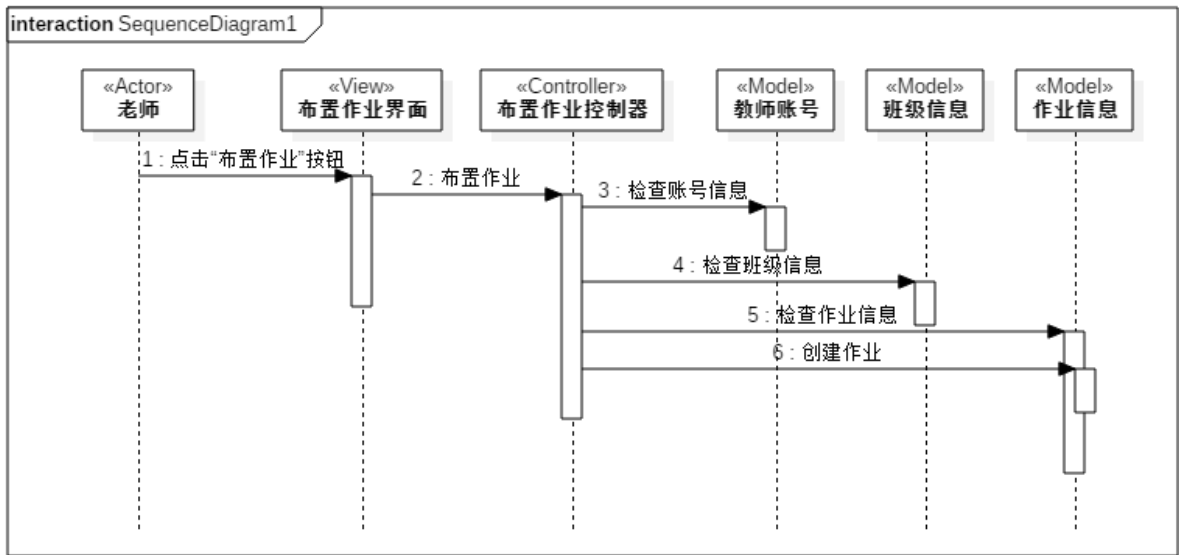 interaction SequenceDiagram1
«Actor»
老师
«View»
布置作业界面
«Controller»
布置作业控制器
«Model»
教师账号
«Model»
班级信息
«Model»
作业信息
1 : 点击“布置作业”按钮
2 : 布置作业
3 : 检查账号信息
4 : 检查班级信息
5 : 检查作业信息
6 : 创建作业